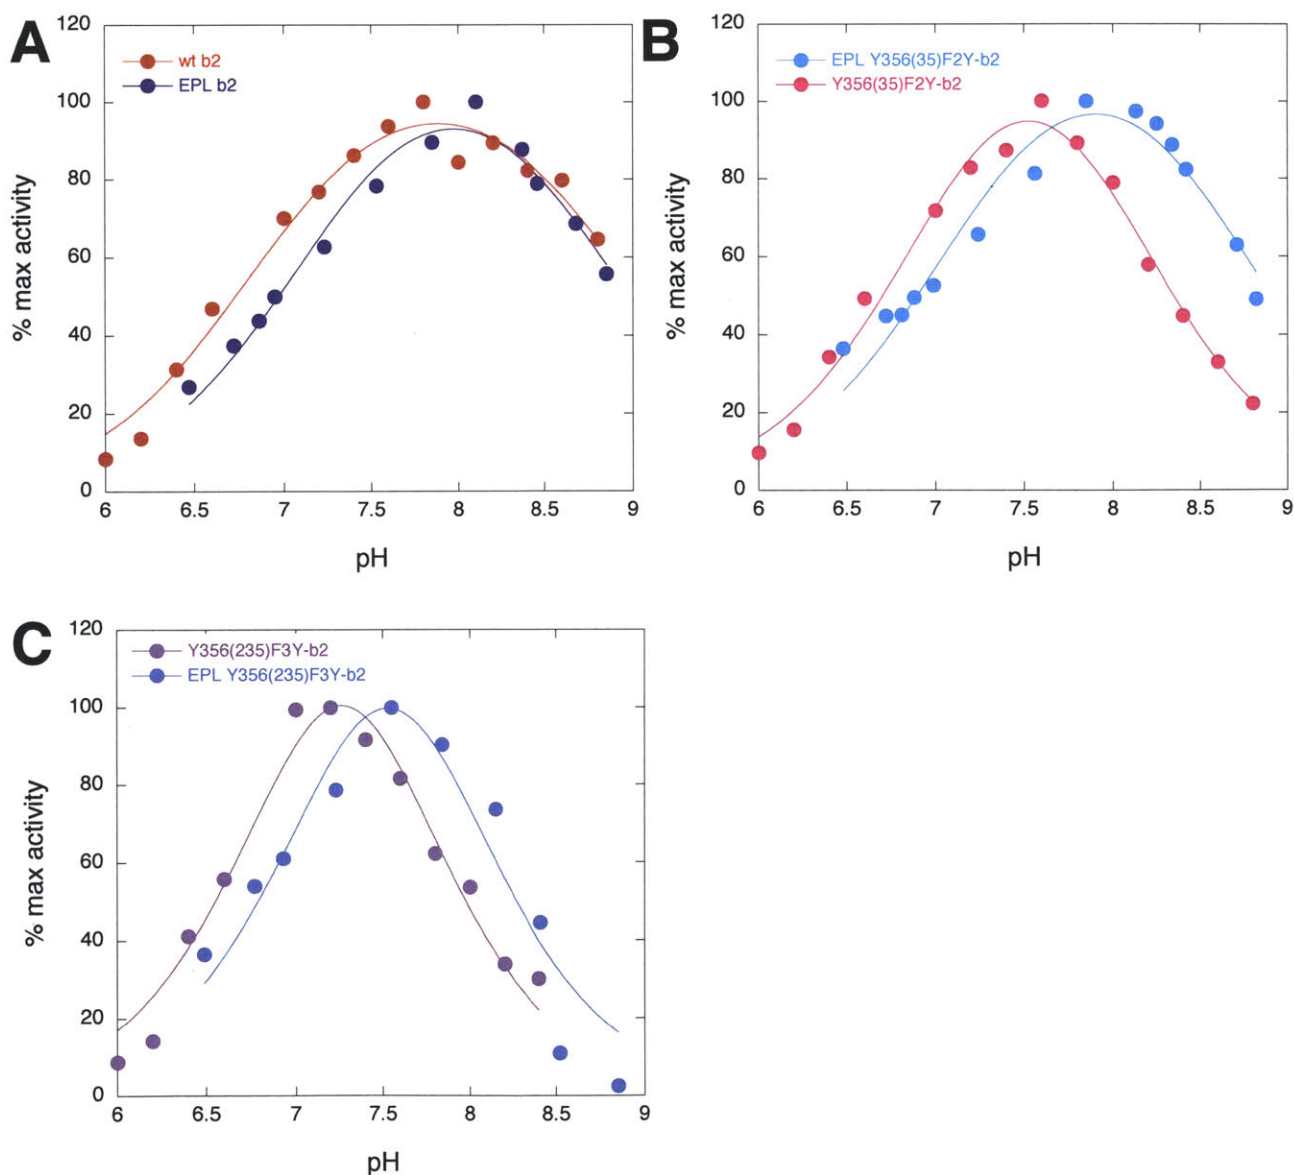 A
120
100
80
60
40
20
0
% max activity
wt b2
EPL b2
6 6.5 7 7.5 8 8.5 9
pH
B
120
100
80
60
40
20
0
% max activity
EPL Y356(35)F2Y-b2
Y356(35)F2Y-b2
6 6.5 7 7.5 8 8.5 9
pH
C
120
100
80
60
40
20
0
% max activity
Y356(235)F3Y-b2
EPL Y356(235)F3Y-b2
6 6.5 7 7.5 8 8.5 9
pH